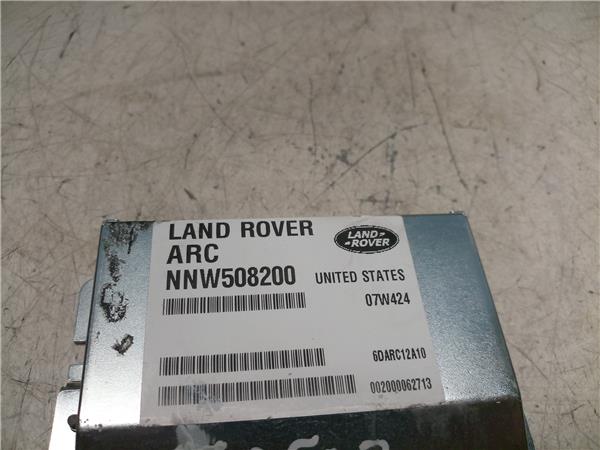 LAND ROVER
LAND ROVER
ARC
NNW508200
UNITED STATES
07W424
6DARC12A10
002000062713